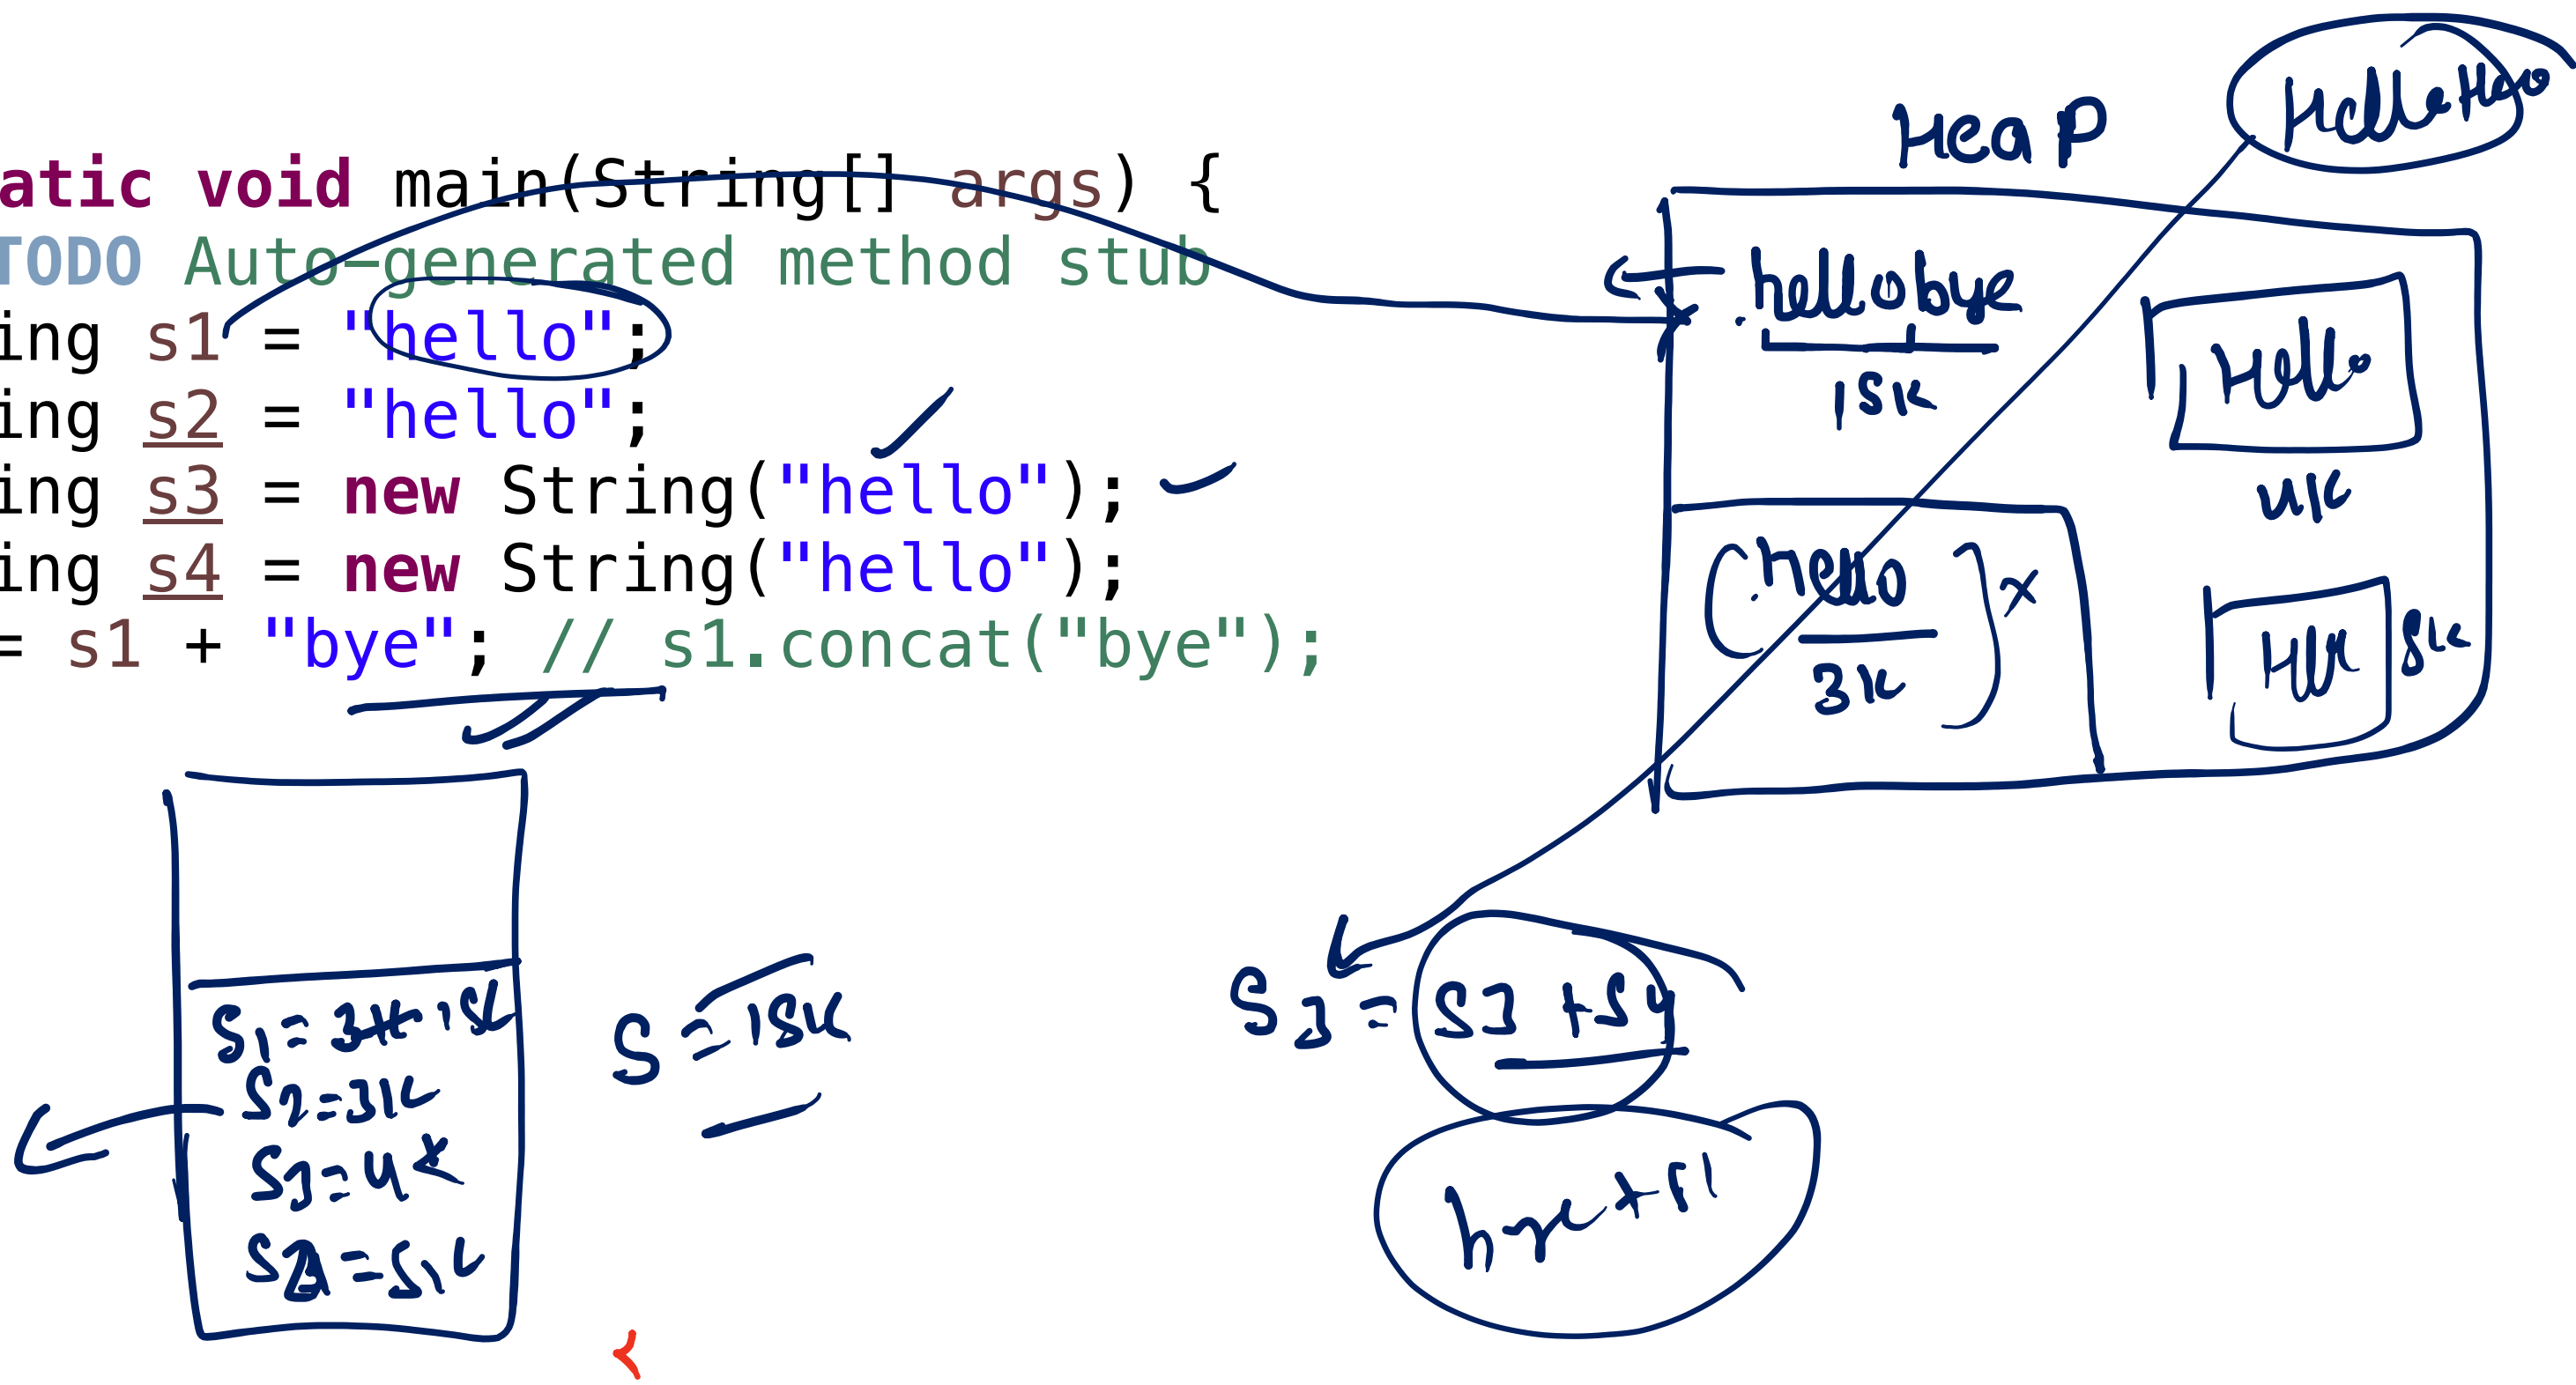 atic void main(String[] args) {
TODO Auto-generated method stub
ing s1 = "hello";
ing s2 = "hello";
ing s3 = new String("hello");
ing s4 = new String("hello");
= s1 + "bye"; // s1.concat("bye");
Heap
hellobye
15k
Hello
4k
hello
3k
x
S1 = 3k 15k
S2 = 3k
S3 = 4k
= 5k
S = 15k
S3 = S3 + S4
bye + s1